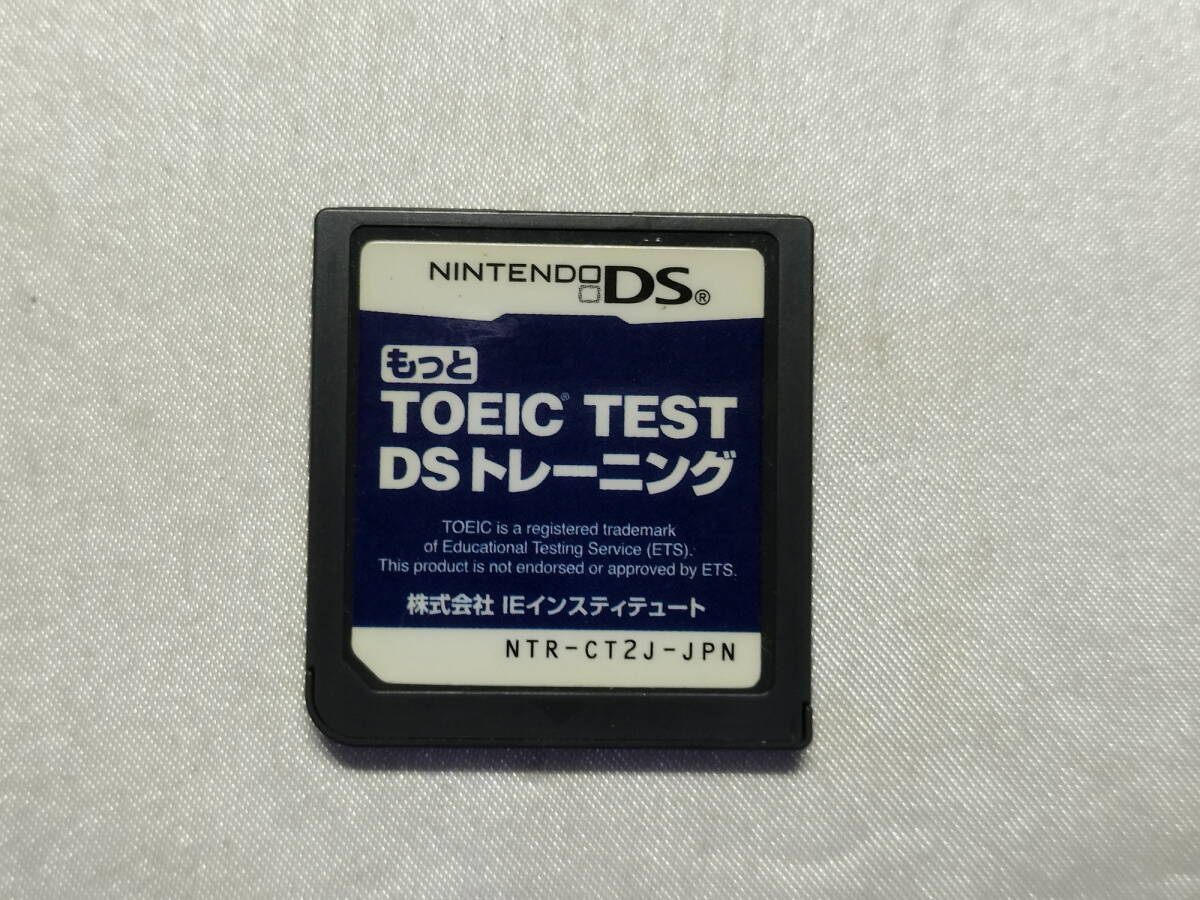 NINTENDO DS®
もっと
TOEIC® TEST
DSトレーニング
TOEIC is a registered trademark
of Educational Testing Service (ETS).
This product is not endorsed or approved by ETS.
株式会社 IEインスティテュート
NTR-CT2J-JPN